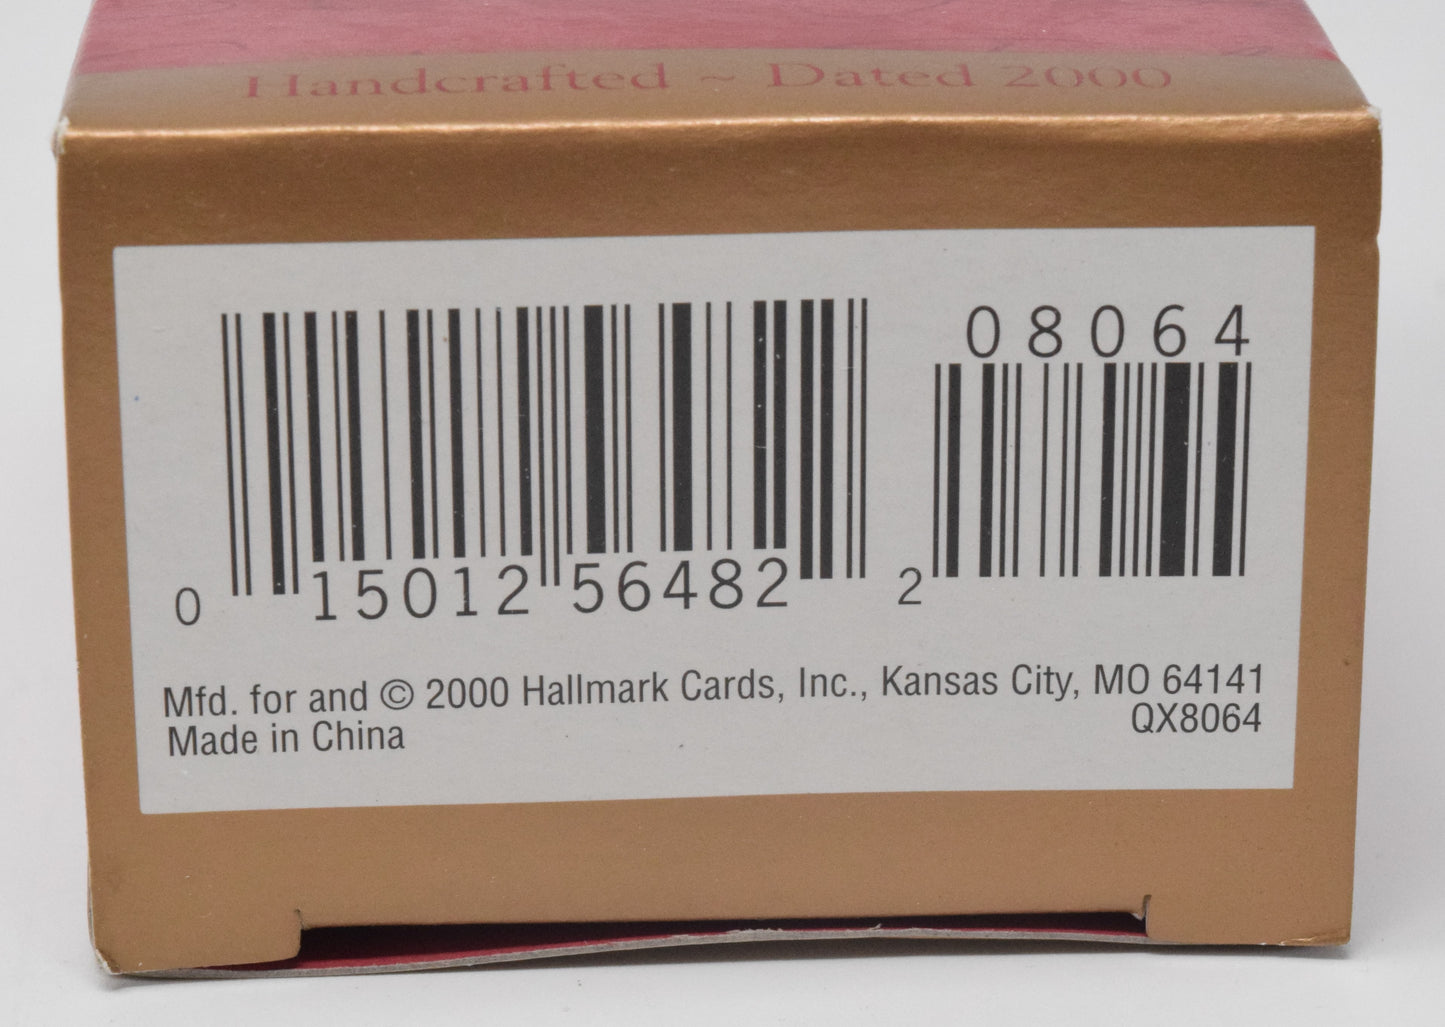 Handcrafted ~ Dated 2000
08064
0 15012 56482 2
Mfd. for and © 2000 Hallmark Cards, Inc., Kansas City, MO 64141
QX8064
Made in China